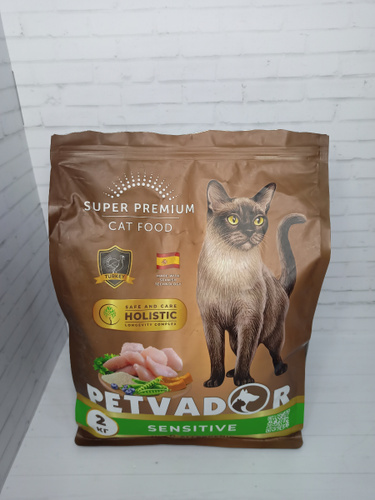 SUPER PREMIUM
CAT FOOD
TURKEY
SAFE AND CARE
HOLISTIC
LONGEVITY COMPLEX
PETVADOR
2
КГ
SENSITIVE